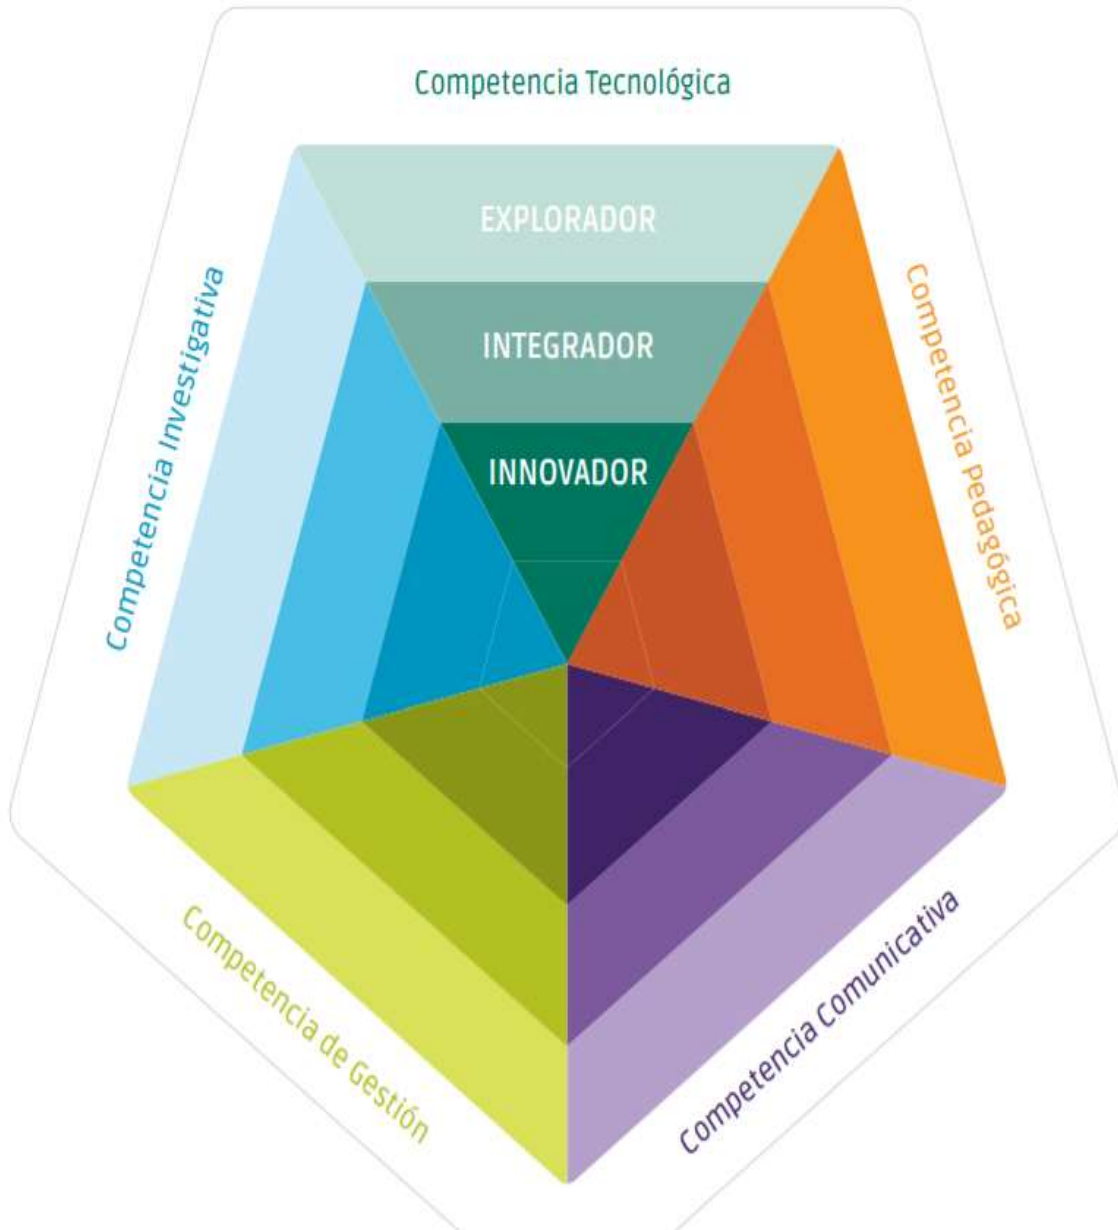 Competencia Tecnológica
EXPLORADOR
INTEGRADOR
INNOVADOR
Competencia Investigativa
Competencia Pedagógica
Competencia de Gestión
Competencia Comunicativa